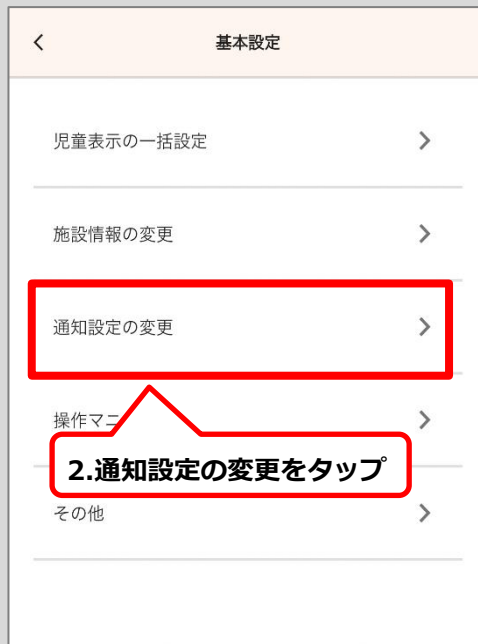 基本設定
児童表示の一括設定
施設情報の変更
通知設定の変更
操作マニ
2.通知設定の変更をタップ
その他